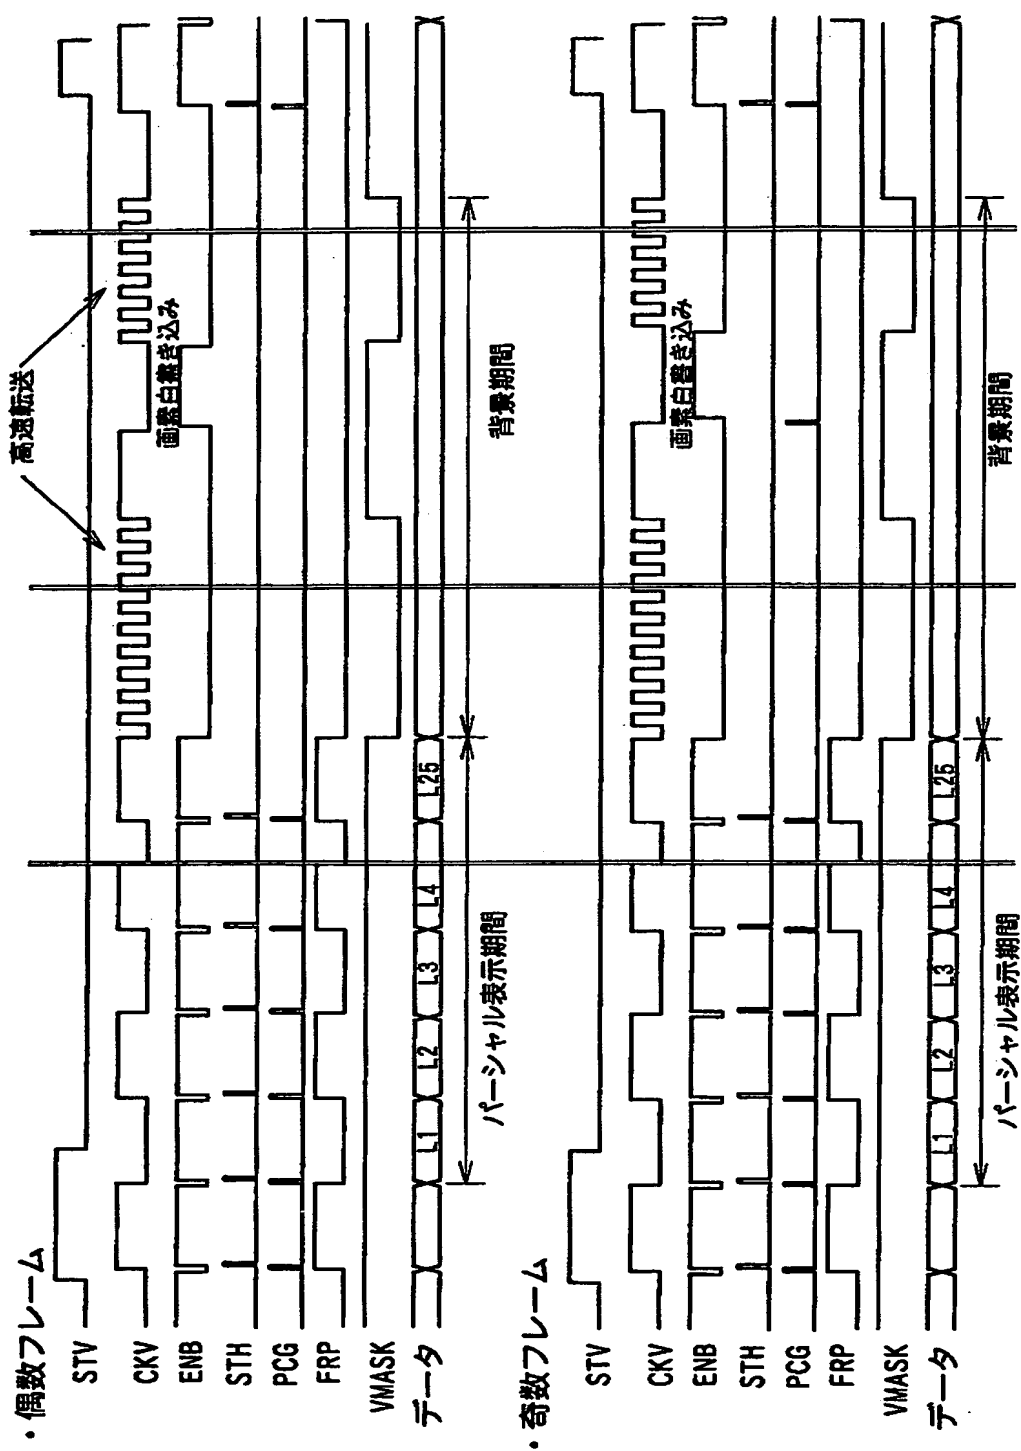 ・偶数フレーム
高速転送
STV
CKV
画素白書き込み
ENB
STH
PCG
FRP
VMASK
データ
L1
L2
L3
L4
L25
パーシャル表示期間
背景期間
・奇数フレーム
STV
CKV
画素白書き込み
ENB
STH
PCG
FRP
VMASK
データ
L1
L2
L3
L4
L25
パーシャル表示期間
背景期間